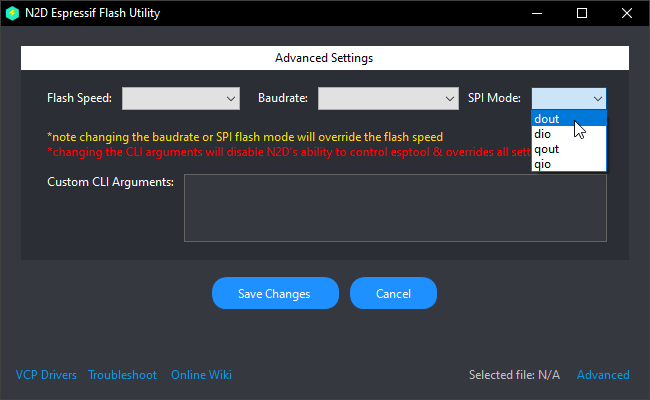 N2D Espressif Flash Utility
Advanced Settings
Flash Speed: Baudrate: SPI Mode:
dout
dio
qout
qio
*note changing the baudrate or SPI flash mode will override the flash speed
*changing the CLI arguments will disable N2D's ability to control esptool & overrides all
Custom CLI Arguments:
Save Changes Cancel
VCP Drivers Troubleshoot Online Wiki Selected file: N/A Advanced